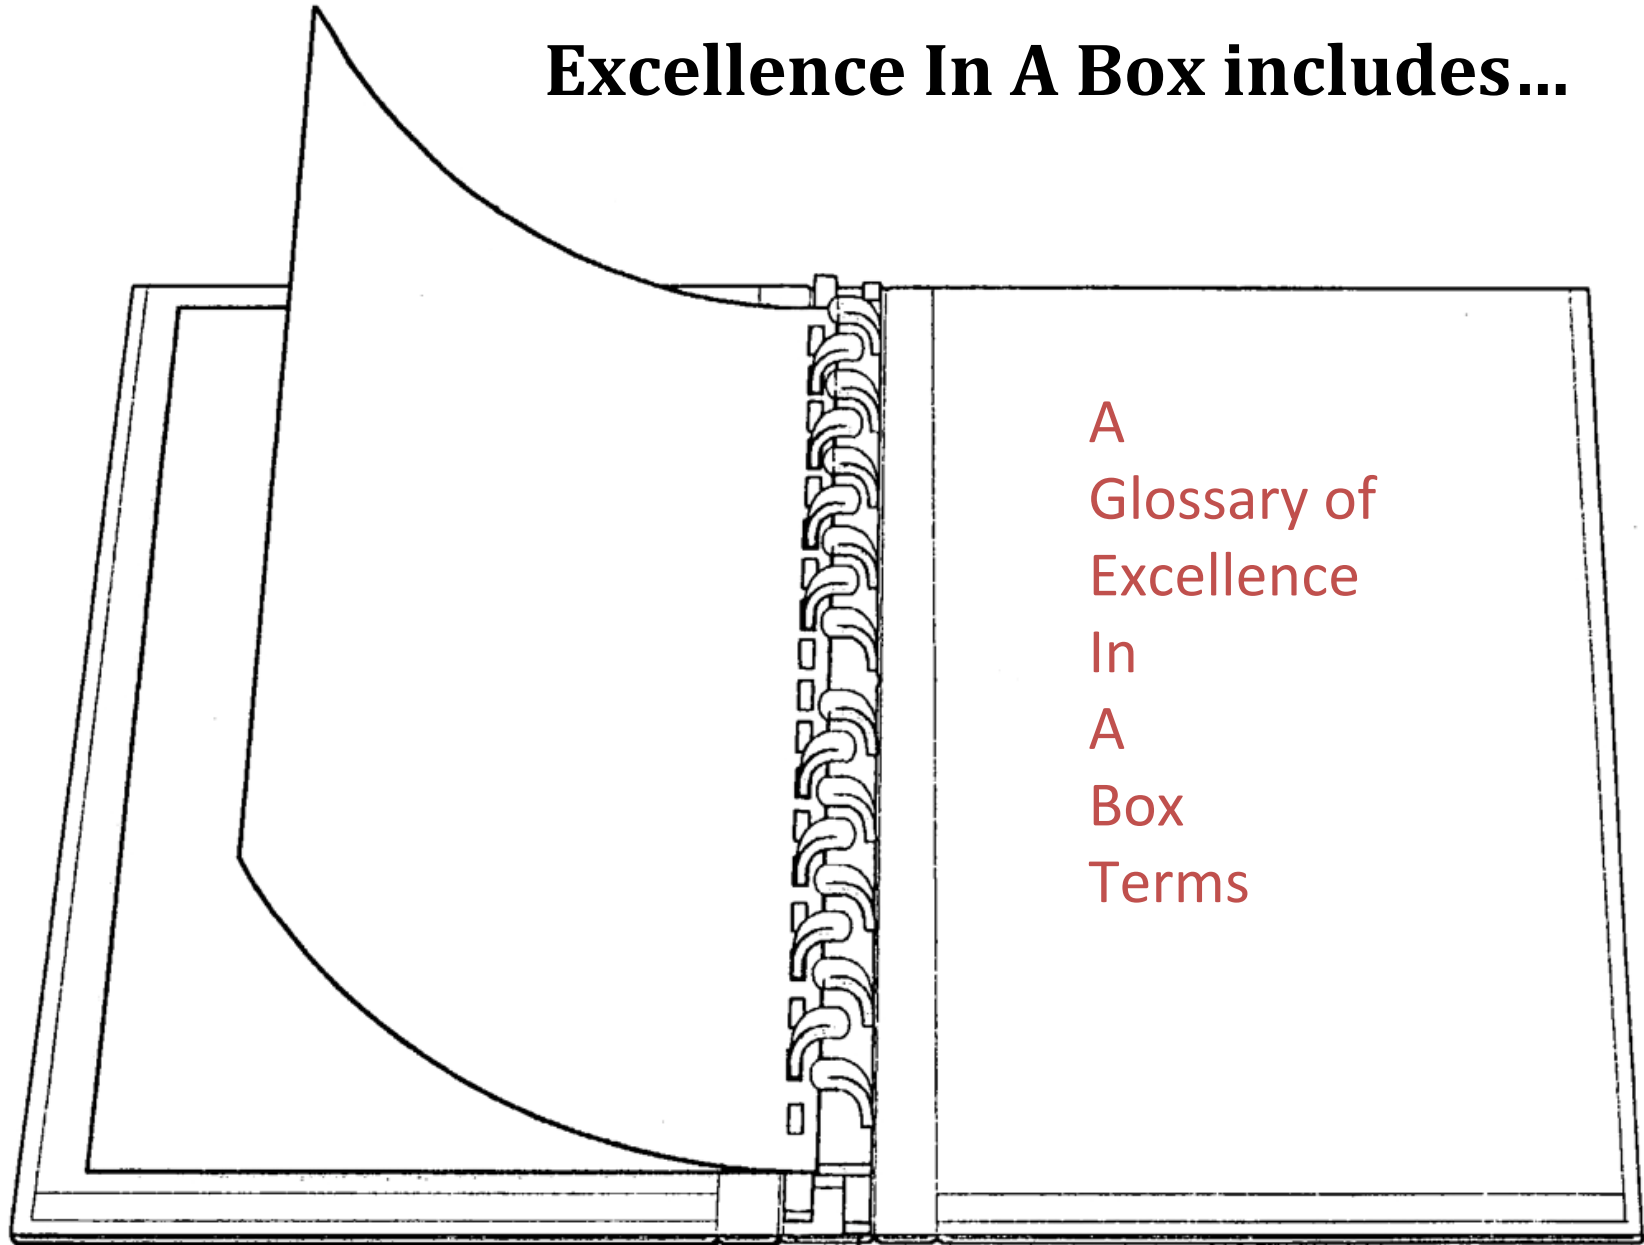 Excellence In A Box includes…
A
Glossary of
Excellence
In
A
Box
Terms